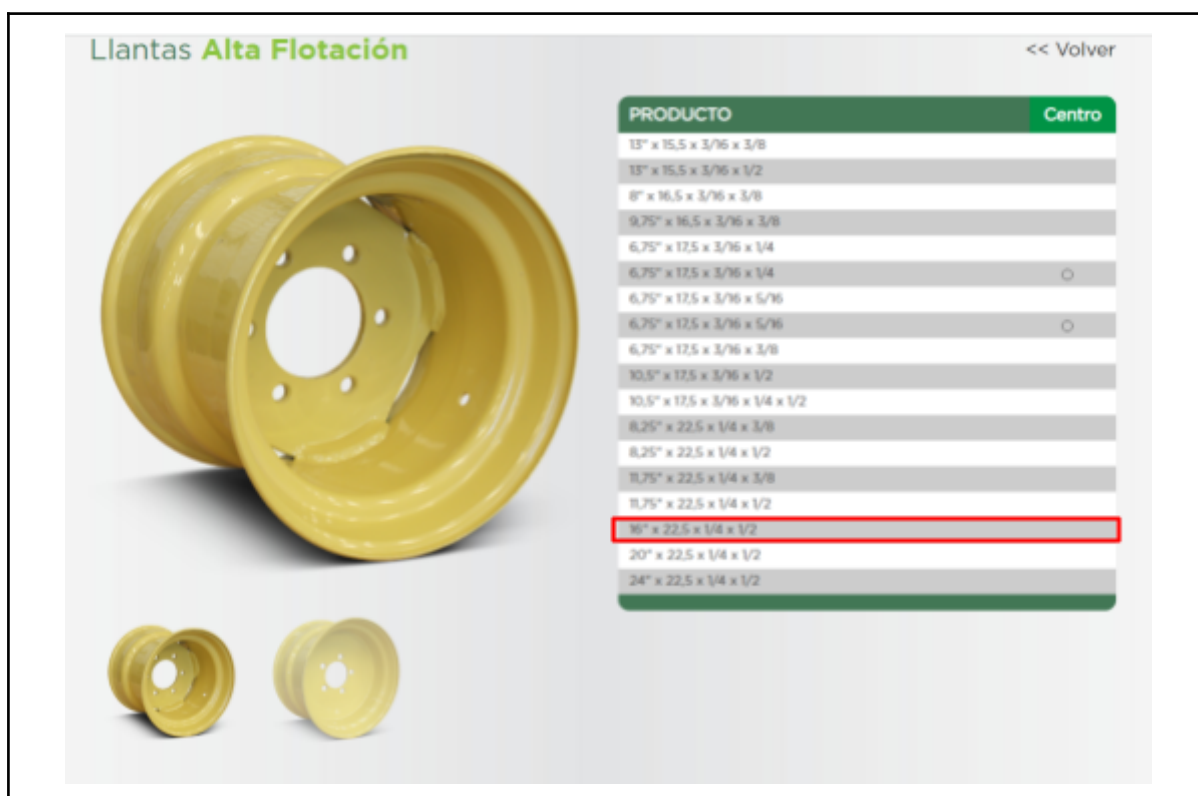 Llantas Alta Flotación
<< Volver
PRODUCTO Centro
13" x 15,5 x 3/16 x 3/8
13" x 15,5 x 3/16 x 1/2
8" x 16,5 x 3/16 x 3/8
9,75" x 16,5 x 3/16 x 3/8
6,75" x 17,5 x 3/16 x 1/4
6,75" x 17,5 x 3/16 x 1/4 ○
6,75" x 17,5 x 3/16 x 5/16
6,75" x 17,5 x 3/16 x 5/16 ○
6,75" x 17,5 x 3/16 x 3/8
10,5" x 17,5 x 3/16 x 1/2
10,5" x 17,5 x 3/16 x 1/4 x 1/2
8,25" x 22,5 x 1/4 x 3/8
8,25" x 22,5 x 1/4 x 1/2
11,75" x 22,5 x 1/4 x 3/8
11,75" x 22,5 x 1/4 x 1/2
16" x 22,5 x 1/4 x 1/2
20" x 22,5 x 1/4 x 1/2
24" x 22,5 x 1/4 x 1/2